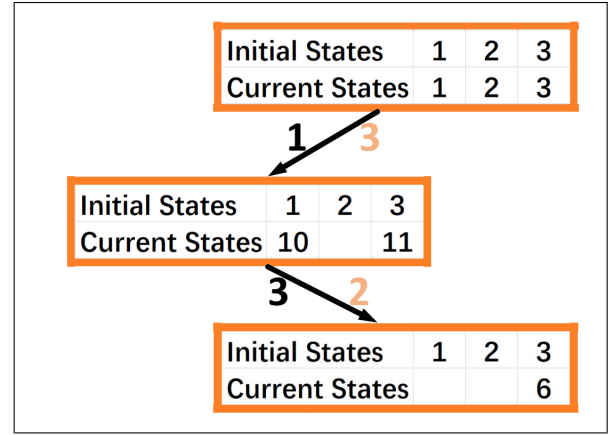 Initial States 1 2 3
Current States 1 2 3
1 3
Initial States 1 2 3
Current States 10 11
3 2
Initial States 1 2 3
Current States 6